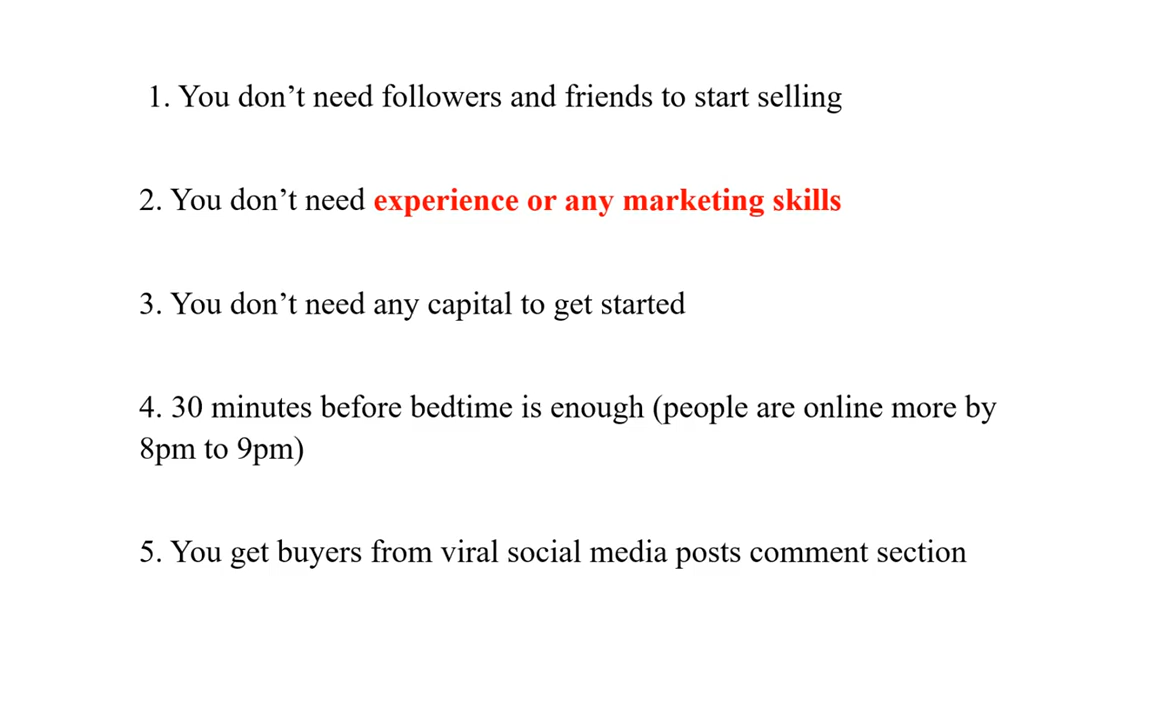 1. You don’t need followers and friends to start selling
2. You don’t need experience or any marketing skills
3. You don’t need any capital to get started
4. 30 minutes before bedtime is enough (people are online more by
8pm to 9pm)
5. You get buyers from viral social media posts comment section